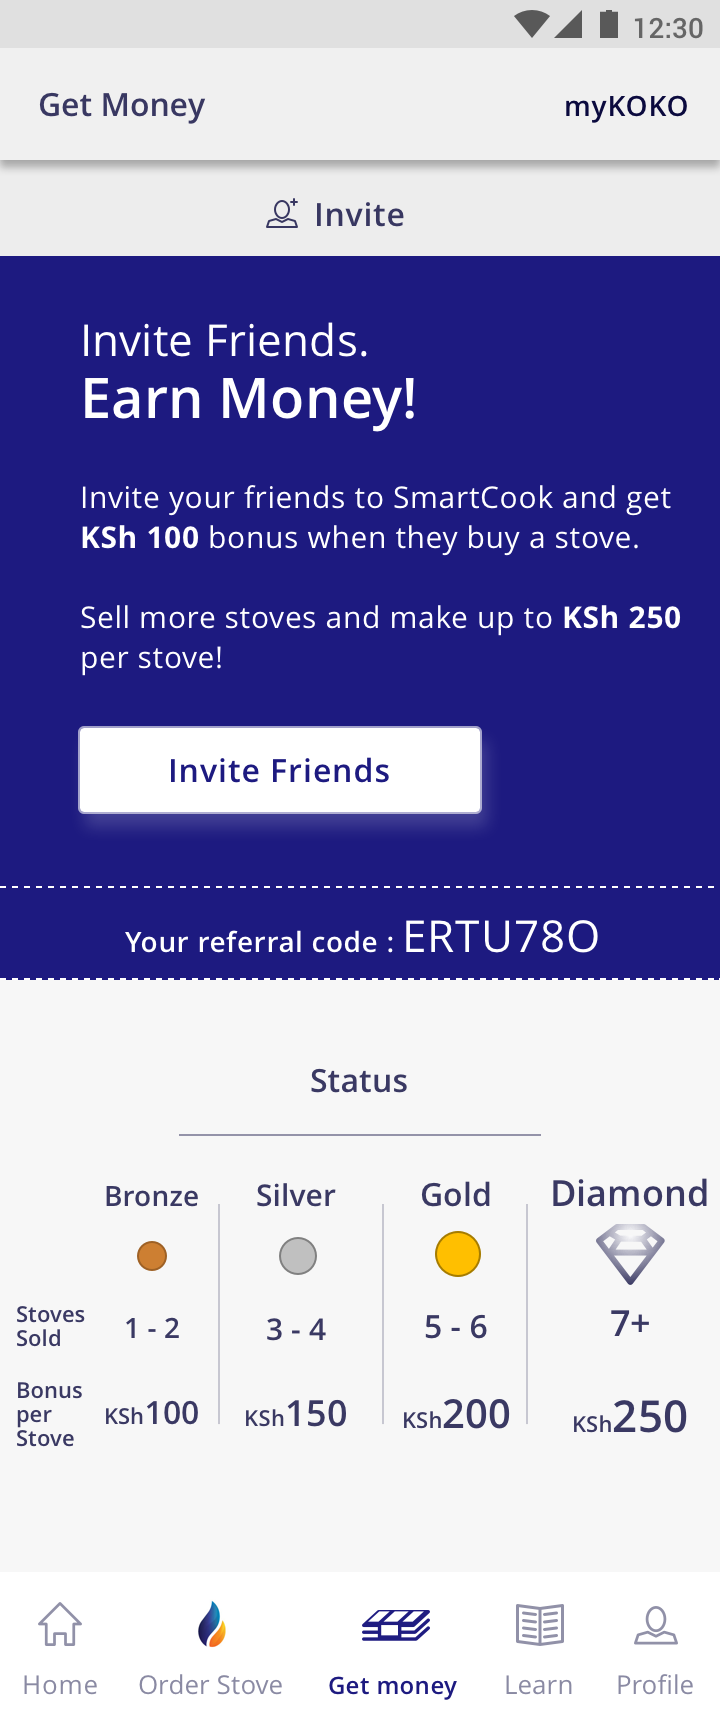 12:30
Get Money
myKOKO
Invite
Invite Friends.
Earn Money!
Invite your friends to SmartCook and get
KSh 100 bonus when they buy a stove.
Sell more stoves and make up to KSh 250
per stove!
Invite Friends
Your referral code : ERTU78O
Status
Bronze Silver Gold Diamond
Stoves
Sold
1 - 2 3 - 4 5 - 6 7+
Bonus
per
Stove
KSh100 KSh150 KSh200 KSh250
Home Order Stove Get money Learn Profile